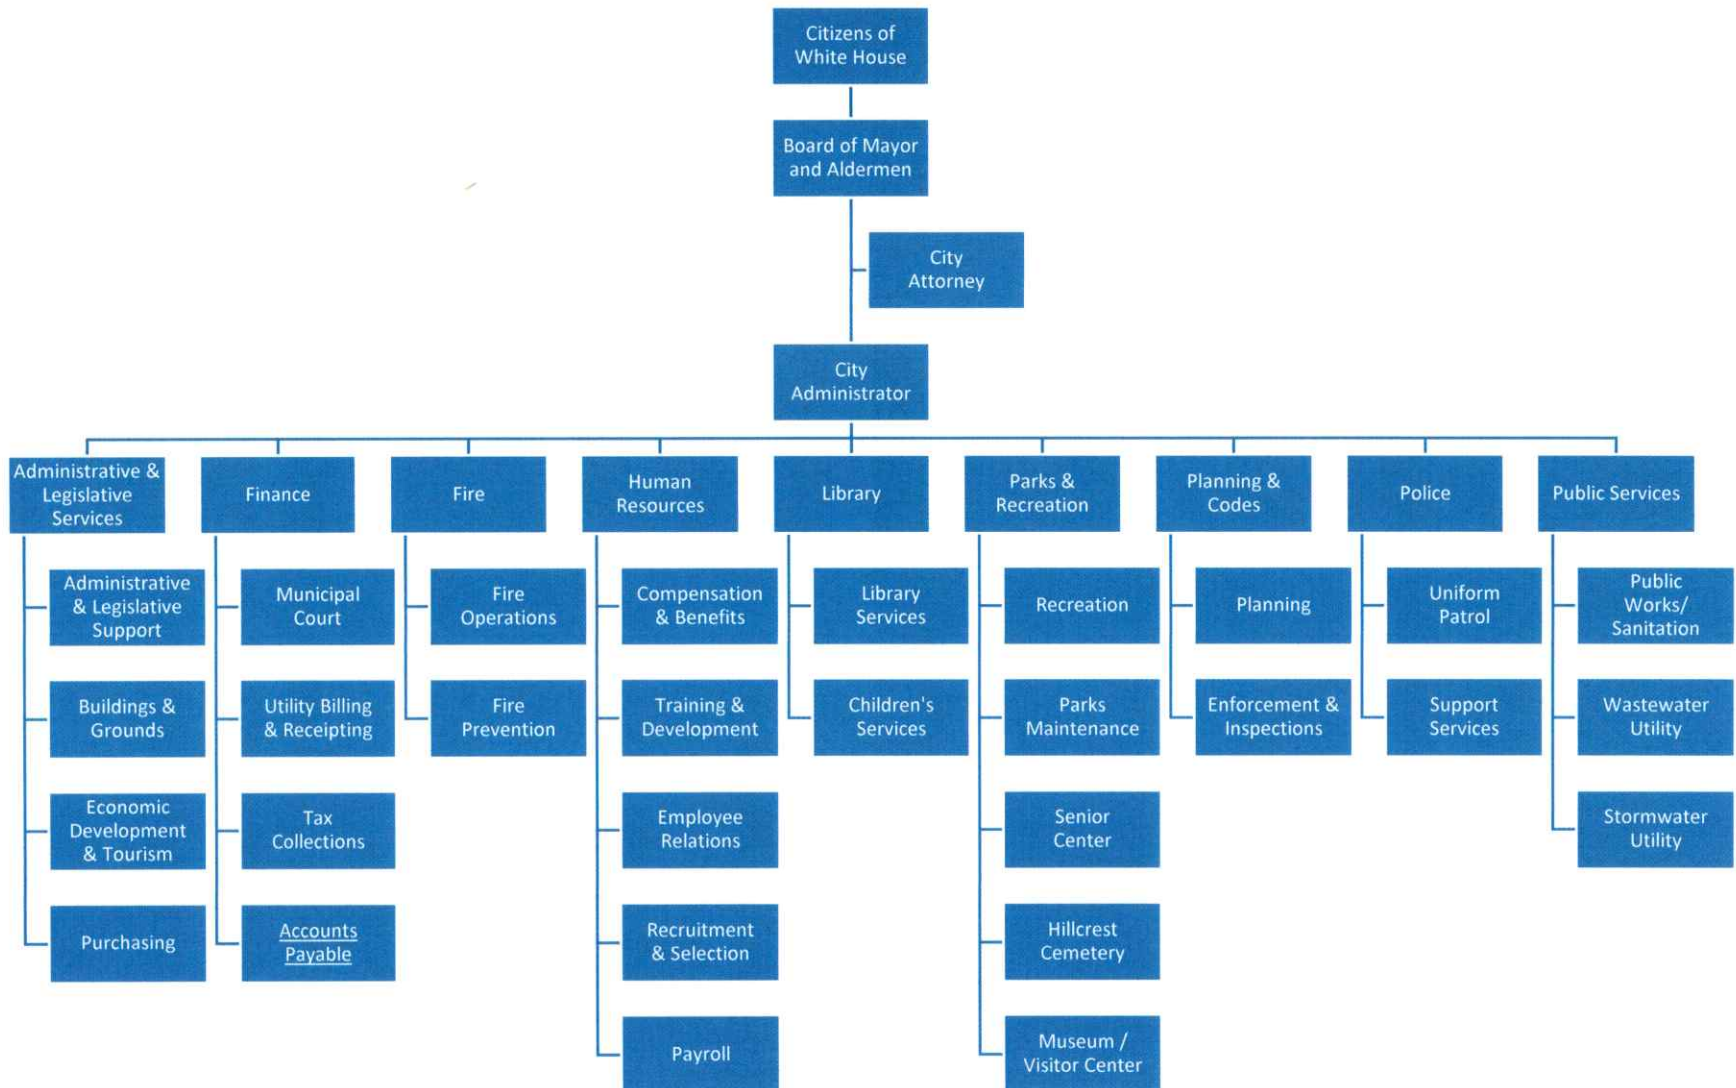 Citizens of
White House
Board of Mayor
and Aldermen
City
Attorney
City
Administrator
Administrative &
Legislative
Services
Finance
Fire
Human
Resources
Library
Parks &
Recreation
Planning &
Codes
Police
Public Services
Administrative
& Legislative
Support
Municipal
Court
Fire
Operations
Compensation
& Benefits
Library
Services
Recreation
Planning
Uniform
Patrol
Public
Works/
Sanitation
Buildings &
Grounds
Utility Billing
& Receipting
Fire
Prevention
Training &
Development
Children's
Services
Parks
Maintenance
Enforcement &
Inspections
Support
Services
Wastewater
Utility
Economic
Development
& Tourism
Tax
Collections
Employee
Relations
Senior
Center
Stormwater
Utility
Purchasing
Accounts
Payable
Recruitment
& Selection
Hillcrest
Cemetery
Payroll
Museum /
Visitor Center